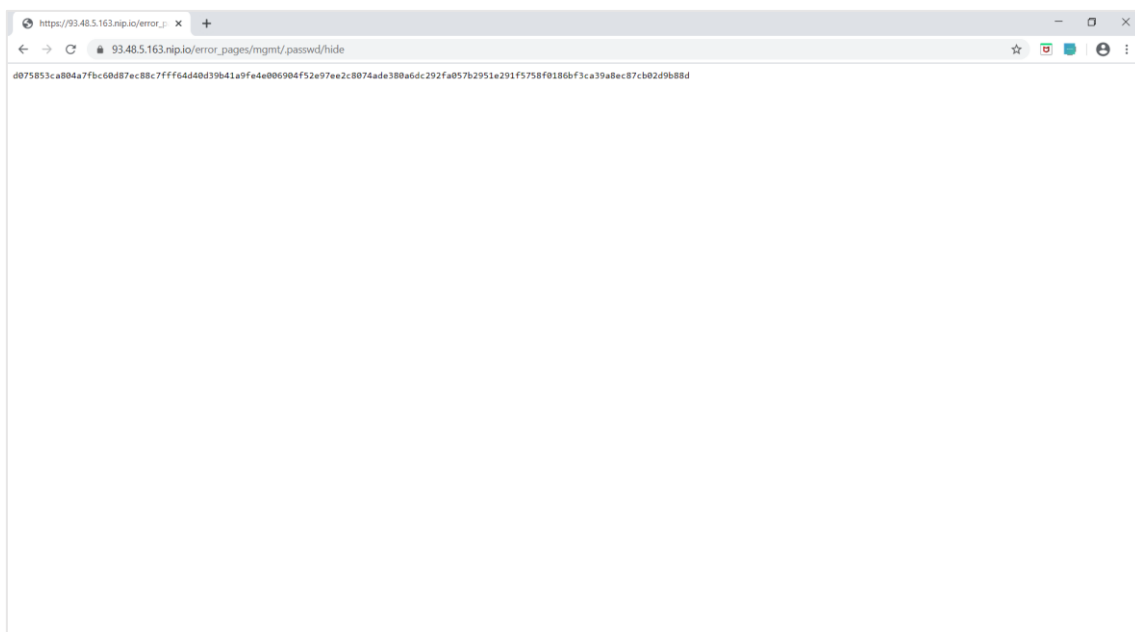 https://93.48.5.163.nip.io/error_p
93.48.5.163.nip.io/error_pages/mgmt/.passwd/hide
d075853ca804a7fbc60d87ec88c7fff64d40d39b41a9fe4e006904f52e97ee2c8074ade380a6dc292fa057b2951e291f5758f0186bf3ca39a8ec87cb02d9b88d